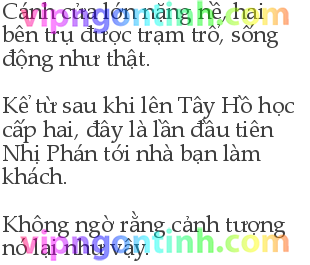 Cánh cửa lớn nặng nề, hai
bên trụ được trạm trổ, sống
động như thật.
Kể từ sau khi lên Tây Hồ học
cấp hai, đây là lần đầu tiên
Nhị Phán tới nhà bạn làm
khách.
Không ngờ rằng cảnh tượng
nó lại như vậy.
vipngontinh.com
vipngontinh.com